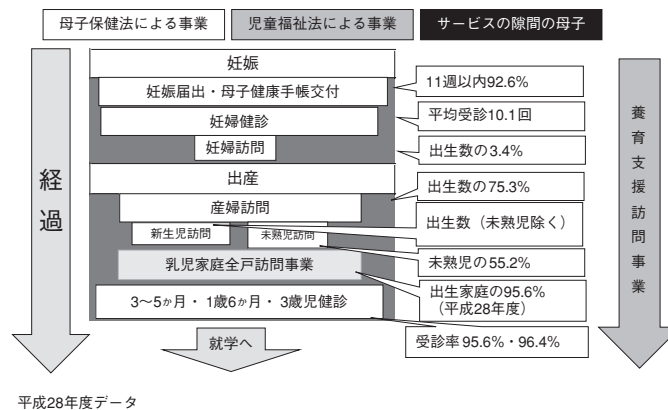 母子保健法による事業
児童福祉法による事業
サービスの隙間の母子
経過
妊娠
妊娠届出・母子健康手帳交付
11週以内92.6%
妊婦健診
平均受診10.1回
妊婦訪問
出生数の3.4%
出産
出生数の75.3%
産婦訪問
新生児訪問
未熟児訪問
出生数（未熟児除く）
未熟児の55.2%
乳児家庭全戸訪問事業
出生家庭の95.6%
（平成28年度）
3〜5か月・1歳6か月・3歳児健診
受診率95.6%・96.4%
就学へ
養育支援訪問事業
平成28年度データ